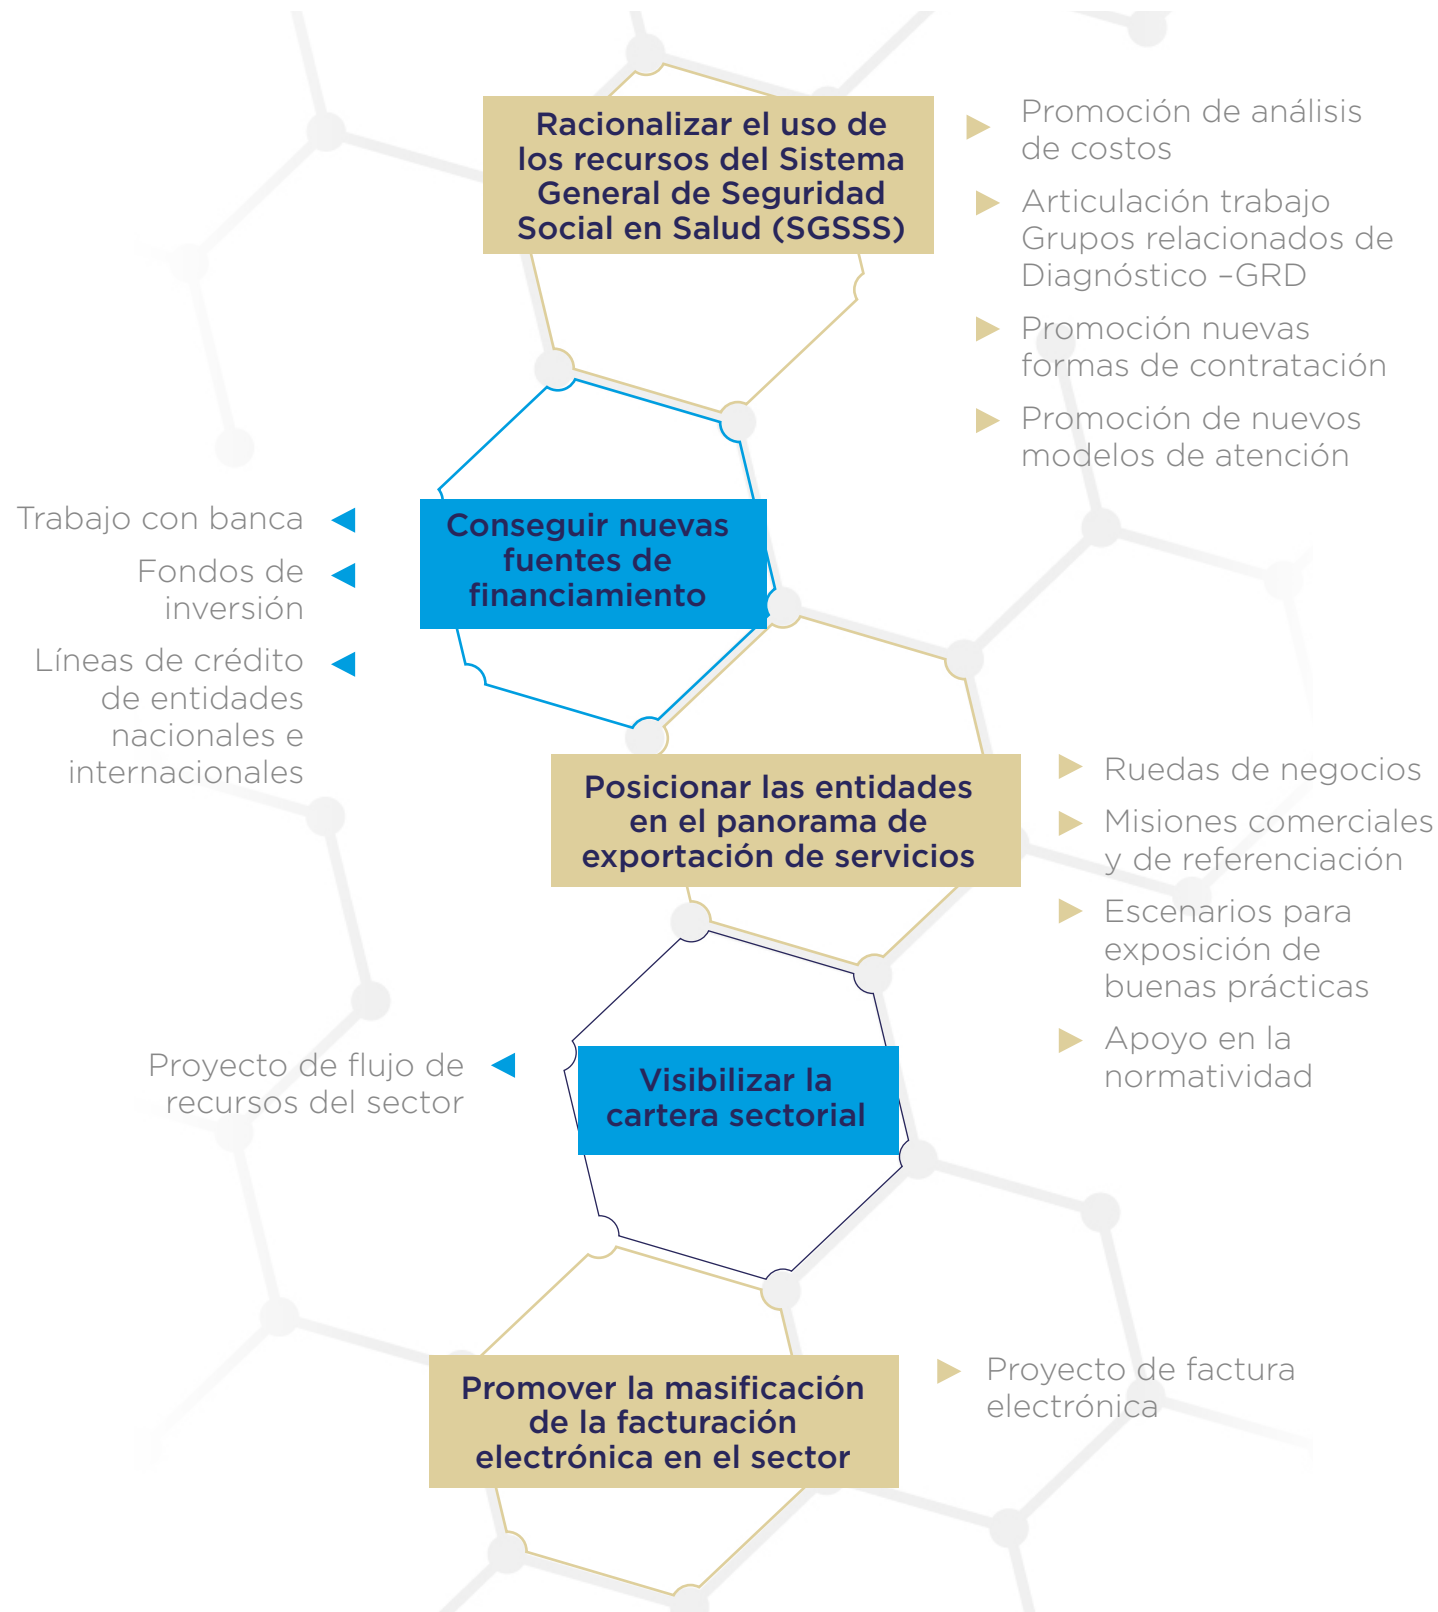 Racionalizar el uso de
los recursos del Sistema
General de Seguridad
Social en Salud (SGSSS)
Promoción de análisis
de costos
Articulación trabajo
Grupos relacionados de
Diagnóstico –GRD
Promoción nuevas
formas de contratación
Promoción de nuevos
modelos de atención
Conseguir nuevas
fuentes de
financiamiento
Trabajo con banca
Fondos de
inversión
Líneas de crédito
de entidades
nacionales e
internacionales
Posicionar las entidades
en el panorama de
exportación de servicios
Ruedas de negocios
Misiones comerciales
y de referenciación
Escenarios para
exposición de
buenas prácticas
Apoyo en la
normatividad
Visibilizar la
cartera sectorial
Proyecto de flujo de
recursos del sector
Promover la masificación
de la facturación
electrónica en el sector
Proyecto de factura
electrónica